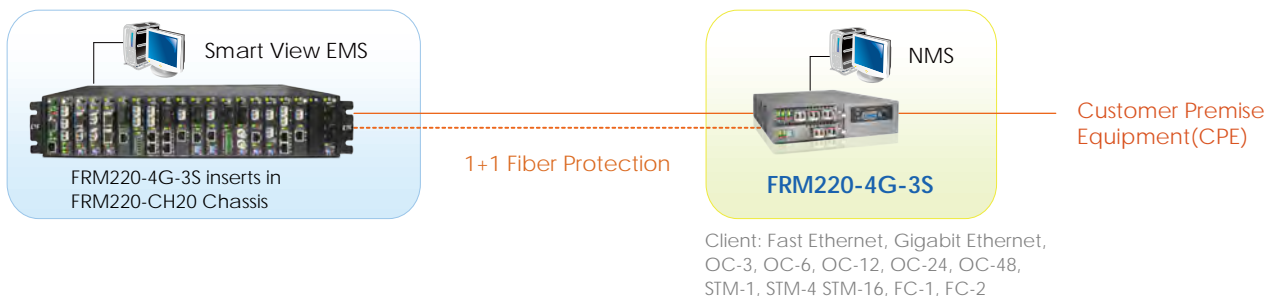 Smart View EMS
FRM220-4G-3S inserts in
FRM220-CH20 Chassis
1+1 Fiber Protection
NMS
FRM220-4G-3S
Client: Fast Ethernet, Gigabit Ethernet,
OC-3, OC-6, OC-12, OC-24, OC-48,
STM-1, STM-4 STM-16, FC-1, FC-2
Customer Premise
Equipment(CPE)